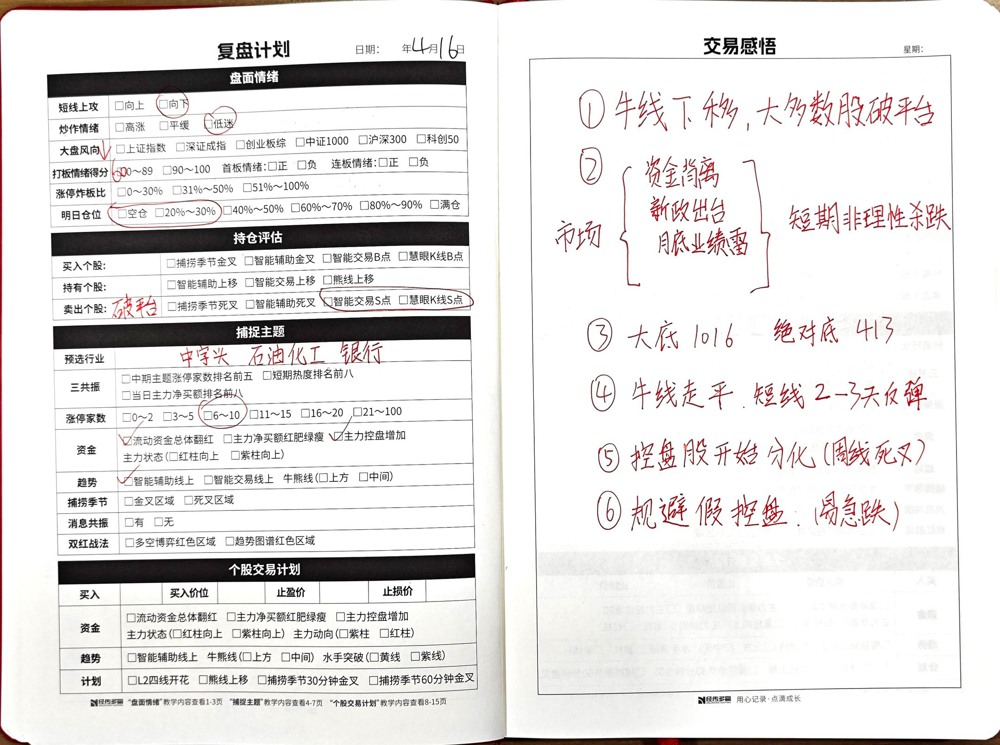 复盘计划 日期： 年4月16日
盘面情绪
短线上攻 □向上 □向下
炒作情绪 □高涨 □平缓 □低迷
大盘风向↓ □上证指数 □深证成指 □创业板综 □中证1000 □沪深300 □科创50
打板情绪得分 60 □0～89 □90～100 首板情绪:□正 □负 连板情绪:□正 □负
涨停炸板比 □0～30% □31%～50% □51%～100%
明日仓位 □空仓 □20%～30% □40%～50% □60%～70% □80%～90% □满仓
持仓评估
买入个股: □捕捞季节金叉 □智能辅助金叉 □智能交易B点 □慧眼K线B点
持有个股: □智能辅助上移 □智能交易上移 □熊线上移
卖出个股: 破平台 □捕捞季节死叉 □智能辅助死叉 □智能交易S点 □慧眼K线S点
捕捉主题
预选行业 中字头 石油化工 银行
三共振 □中期主题涨停家数排名前五 □短期热度排名前八
□当日主力净买额排名前八
涨停家数 □0～2 □3～5 □6～10 □11～15 □16～20 □21～100
资金 ☑流动资金总体翻红 □主力净买额红肥绿瘦 ☑主力控盘增加
主力状态(□红柱向上 □紫柱向上)
趋势 ☑智能辅助线上 □智能交易线上 牛熊线(□上方 □中间)
捕捞季节 □金叉区域 □死叉区域
消息共振 □有 □无
双红战法 □多空博弈红色区域 □趋势图谱红色区域
个股交易计划
买入 买入价位 止盈价 止损价
资金 □流动资金总体翻红 □主力净买额红肥绿瘦 □主力控盘增加
主力状态(□红柱向上 □紫柱向上) 主力动向(□紫柱 □红柱)
趋势 □智能辅助线上 牛熊线(□上方 □中间) 水手突破(□黄线 □紫线)
计划 □L2四线开花 □熊线上移 □捕捞季节30分钟金叉 □捕捞季节60分钟金叉
经传多赢 “盘面情绪”教学内容查看1-3页 “捕捉主题”教学内容查看4-7页 “个股交易计划”教学内容查看8-15页
交易感悟 星期:
① 牛线下移，大多数股破平台
②
资金背离
新政出台
市场 月底业绩雷 短期非理性杀跌
③ 大底 1016 绝对底 413
④ 牛线走平．短线2-3天反弹
⑤ 控盘股开始分化(周线死叉)
⑥ 规避假控盘．(易急跌)
经传多赢 用心记录·点滴成长